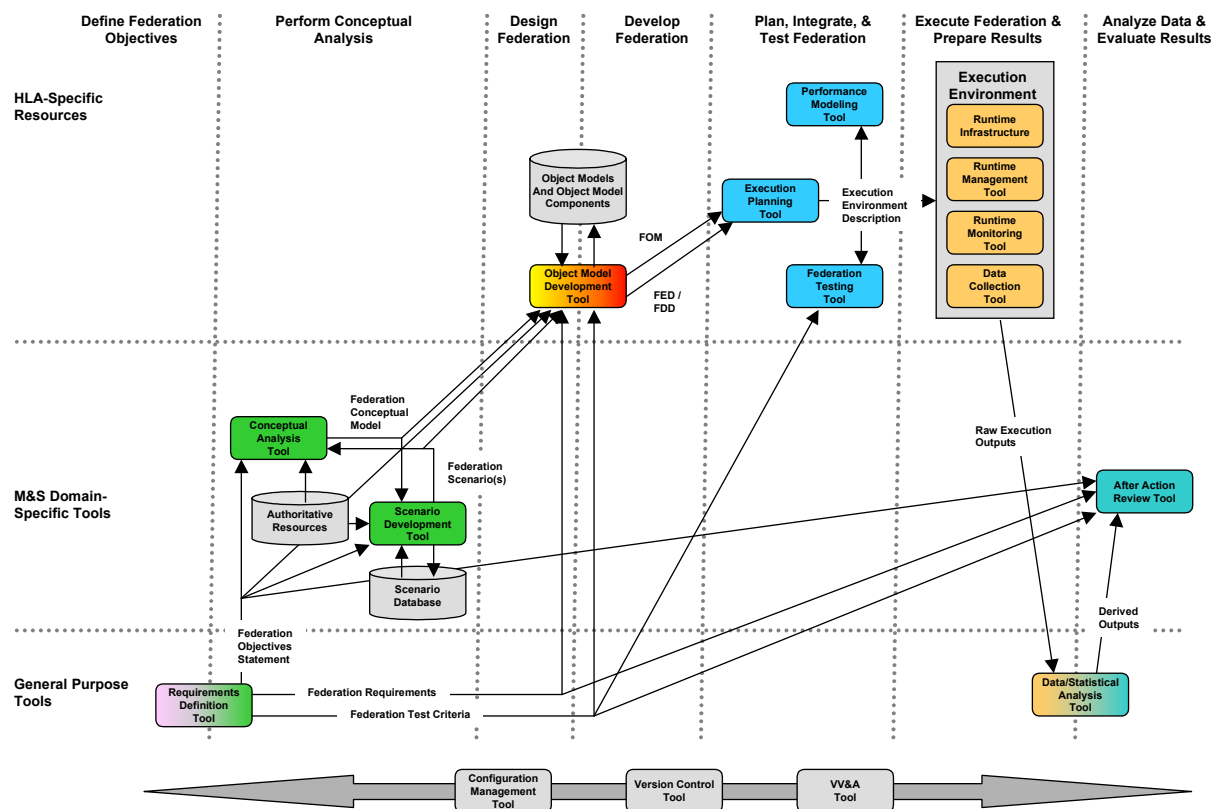 Define Federation
Objectives
Perform Conceptual
Analysis
Design
Federation
Develop
Federation
Plan, Integrate, &
Test Federation
Execute Federation &
Prepare Results
Analyze Data &
Evaluate Results
HLA-Specific
Resources
Performance
Modeling
Tool
Execution
Environment
Runtime
Infrastructure
Runtime
Management
Tool
Runtime
Monitoring
Tool
Data
Collection
Tool
Object Models
And Object Model
Components
Execution
Planning
Tool
Execution
Environment
Description
FOM
Object Model
Development
Tool
FED /
FDD
Federation
Testing
Tool
Federation
Conceptual
Model
Conceptual
Analysis
Tool
Federation
Scenario(s)
Raw Execution
Outputs
M&S Domain-
Specific Tools
Authoritative
Resources
Scenario
Development
Tool
After Action
Review Tool
Scenario
Database
Federation
Objectives
Statement
Derived
Outputs
General Purpose
Tools
Requirements
Definition
Tool
Federation Requirements
Federation Test Criteria
Data/Statistical
Analysis
Tool
Configuration
Management
Tool
Version Control
Tool
VV&A
Tool